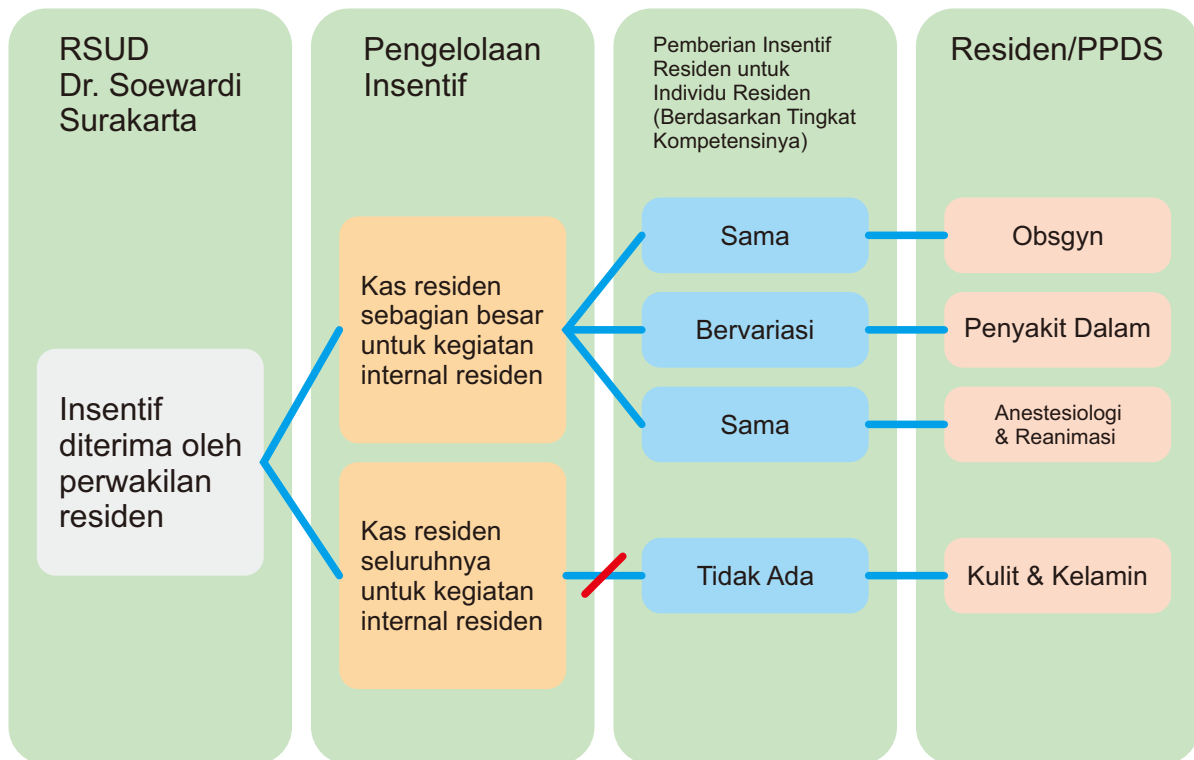 RSUD
Dr. Soewardi
Surakarta
Pengelolaan
Insentif
Pemberian Insentif
Residen untuk
Individu Residen
(Berdasarkan Tingkat
Kompetensinya)
Residen/PPDS
Insentif
diterima oleh
perwakilan
residen
Kas residen
sebagian besar
untuk kegiatan
internal residen
Kas residen
seluruhnya
untuk kegiatan
internal residen
Sama
Bervariasi
Sama
Tidak Ada
Obsgyn
Penyakit Dalam
Anestesiologi
& Reanimasi
Kulit & Kelamin